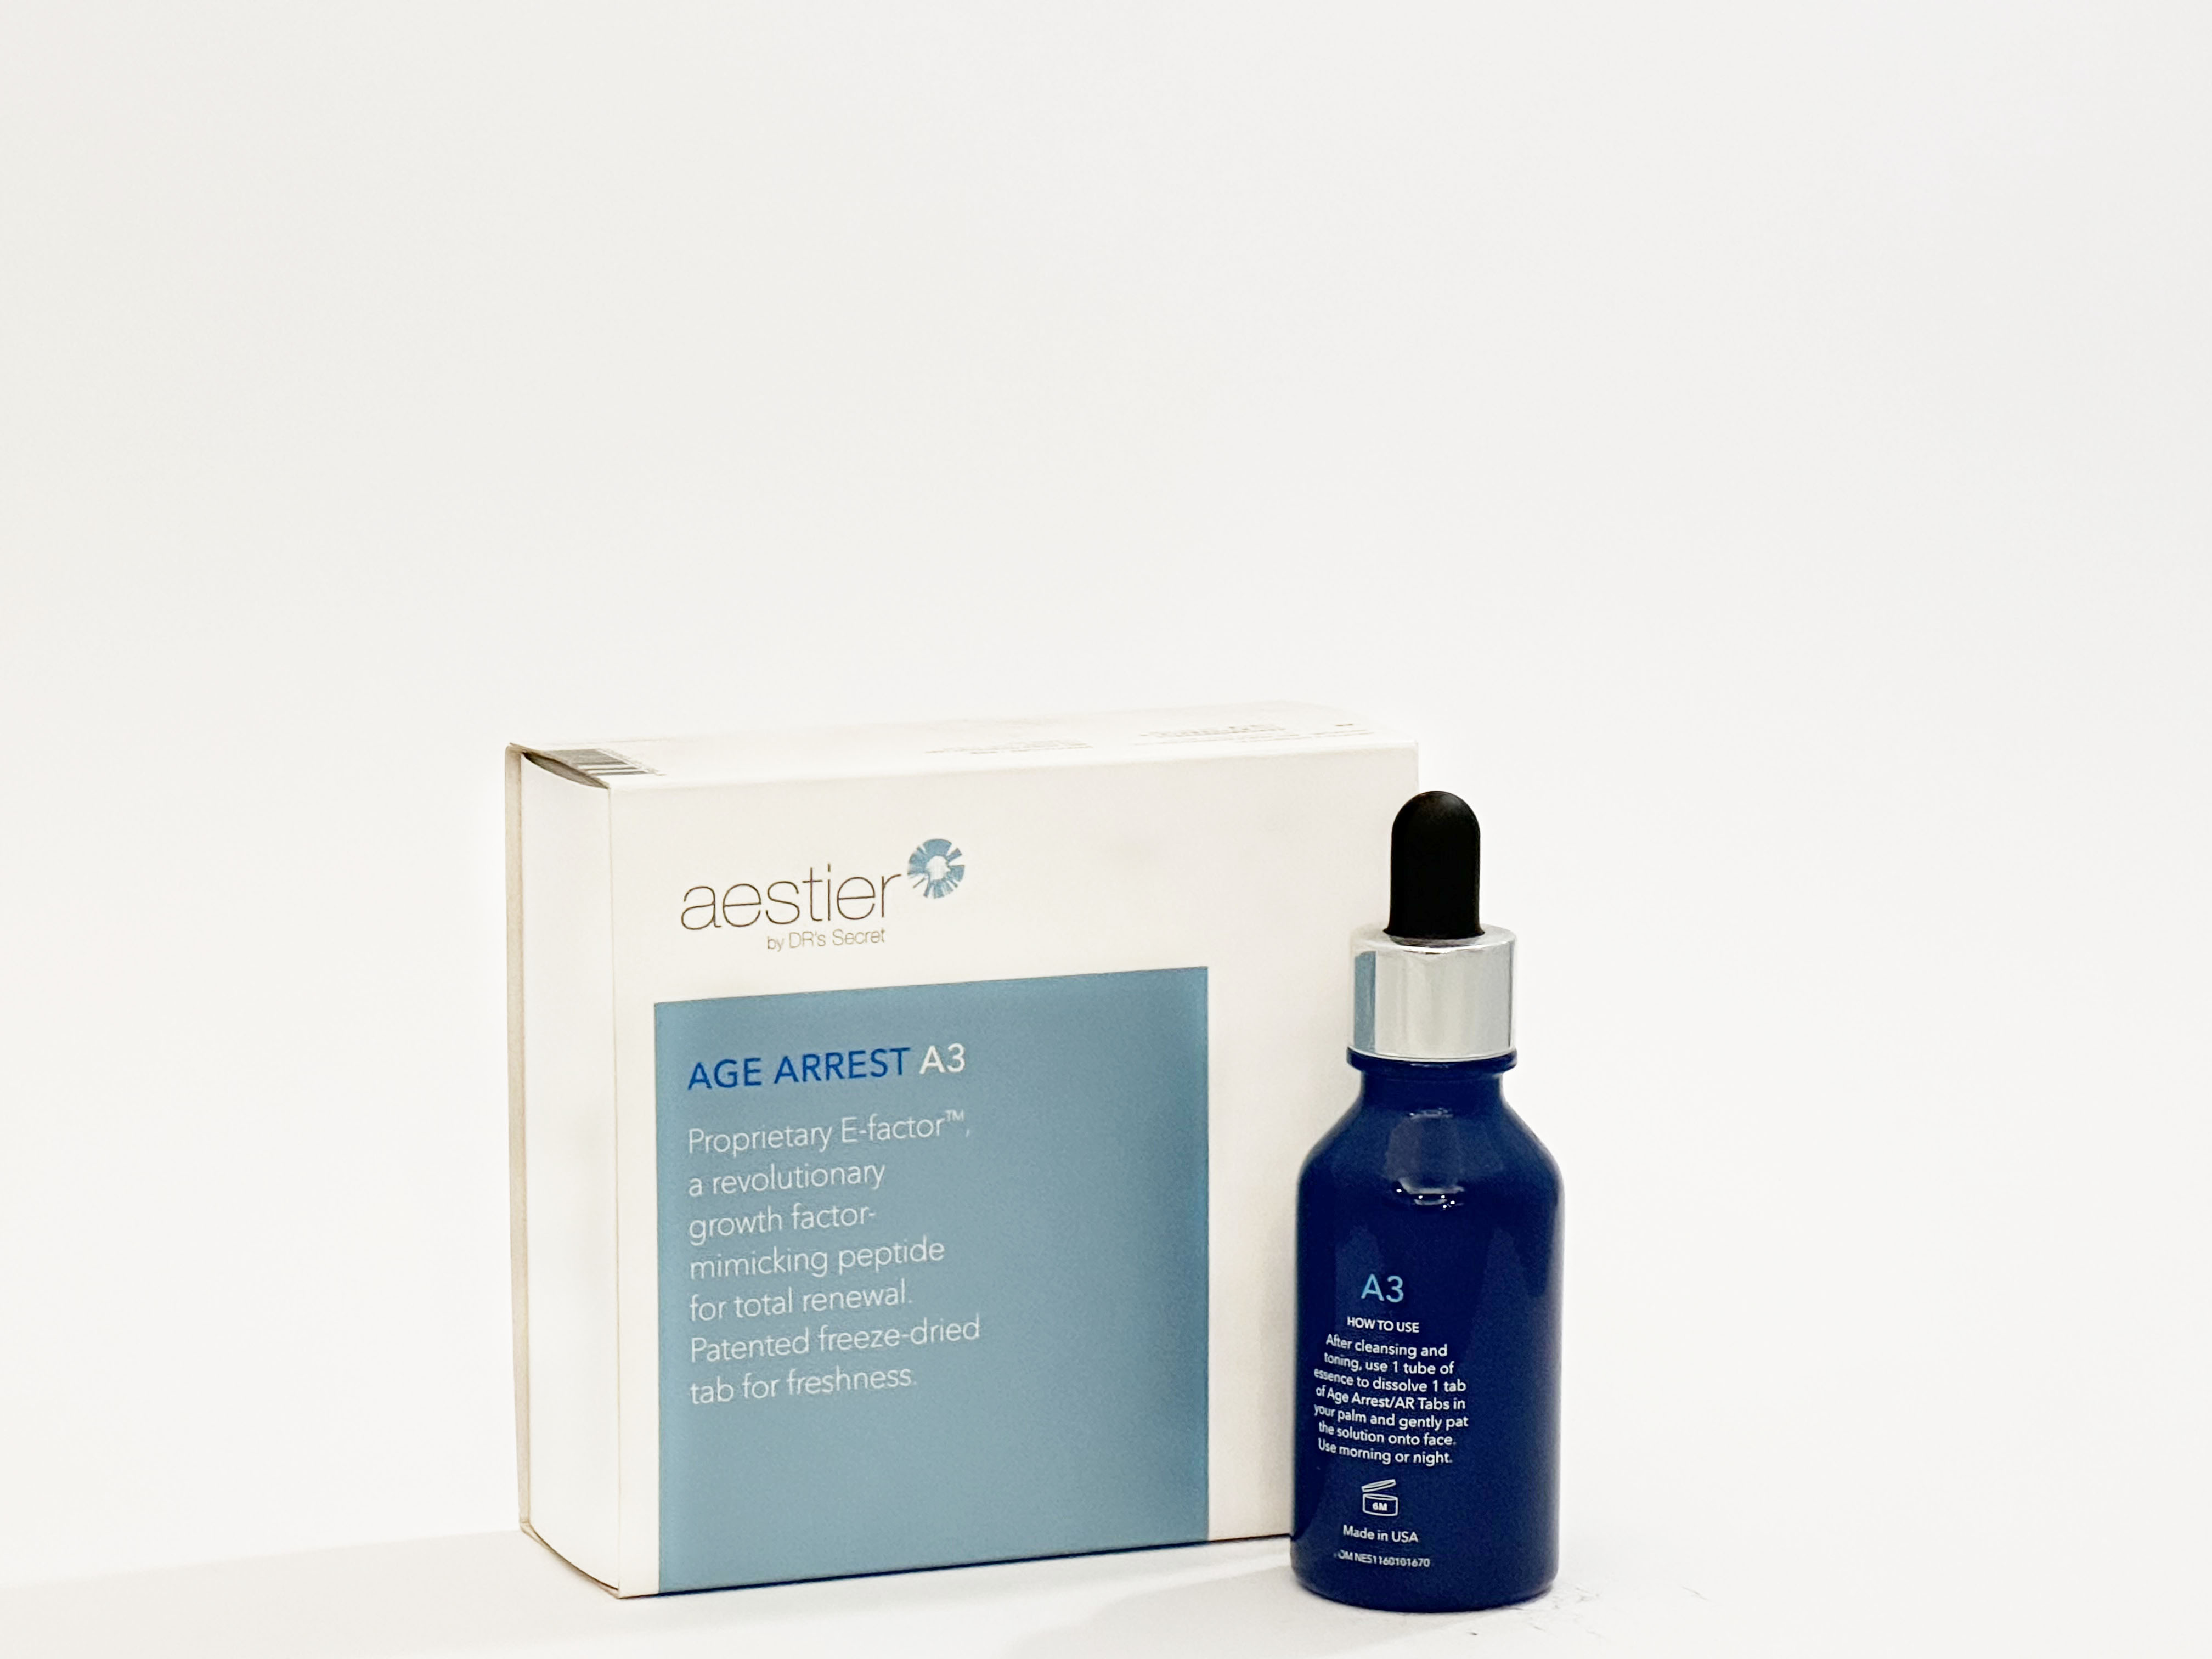 aestier
by DR's Secret
AGE ARREST A3
Proprietary E-factor™,
a revolutionary
growth factor-
mimicking peptide
for total renewal.
Patented freeze-dried
tab for freshness.
A3
HOW TO USE
After cleansing and
toning, use 1 tube of
essence to dissolve 1 tab
of Age Arrest/AR Tabs in
your palm and gently pat
the solution onto face.
Use morning or night.
6M
Made in USA
NES1160101670